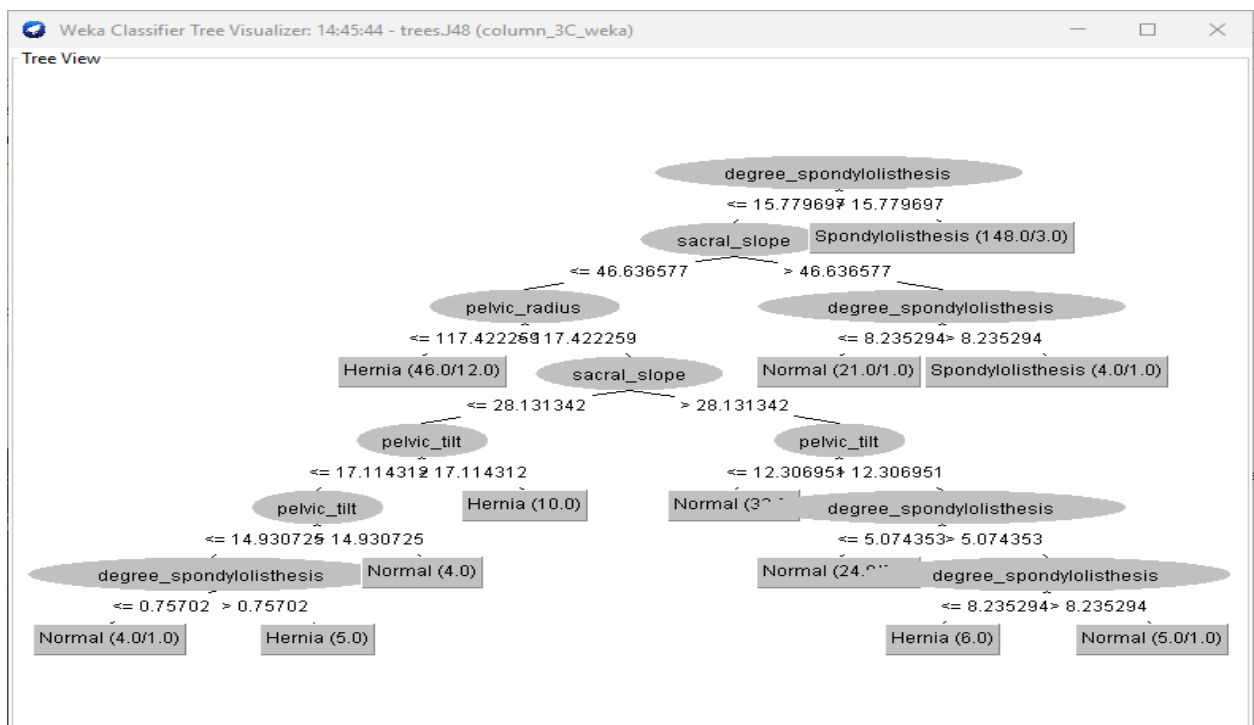 Weka Classifier Tree Visualizer: 14:45:44 - trees.J48 (column_3C_weka)
Tree View
degree_spondylolisthesis
<= 15.779697 > 15.779697
sacral_slope Spondylolisthesis (148.0/3.0)
<= 46.636577 > 46.636577
pelvic_radius degree_spondylolisthesis
<= 117.422259 > 117.422259 <= 8.235294 > 8.235294
Hernia (46.0/12.0) sacral_slope Normal (21.0/1.0) Spondylolisthesis (4.0/1.0)
<= 28.131342 > 28.131342
pelvic_tilt pelvic_tilt
<= 17.114312 > 17.114312 <= 12.306951 > 12.306951
pelvic_tilt Hernia (10.0) Normal degree_spondylolisthesis
<= 14.930725 > 14.930725 <= 5.074353 > 5.074353
degree_spondylolisthesis Normal (4.0) Normal (24. degree_spondylolisthesis
<= 0.75702 > 0.75702 <= 8.235294 > 8.235294
Normal (4.0/1.0) Hernia (5.0) Hernia (6.0) Normal (5.0/1.0)